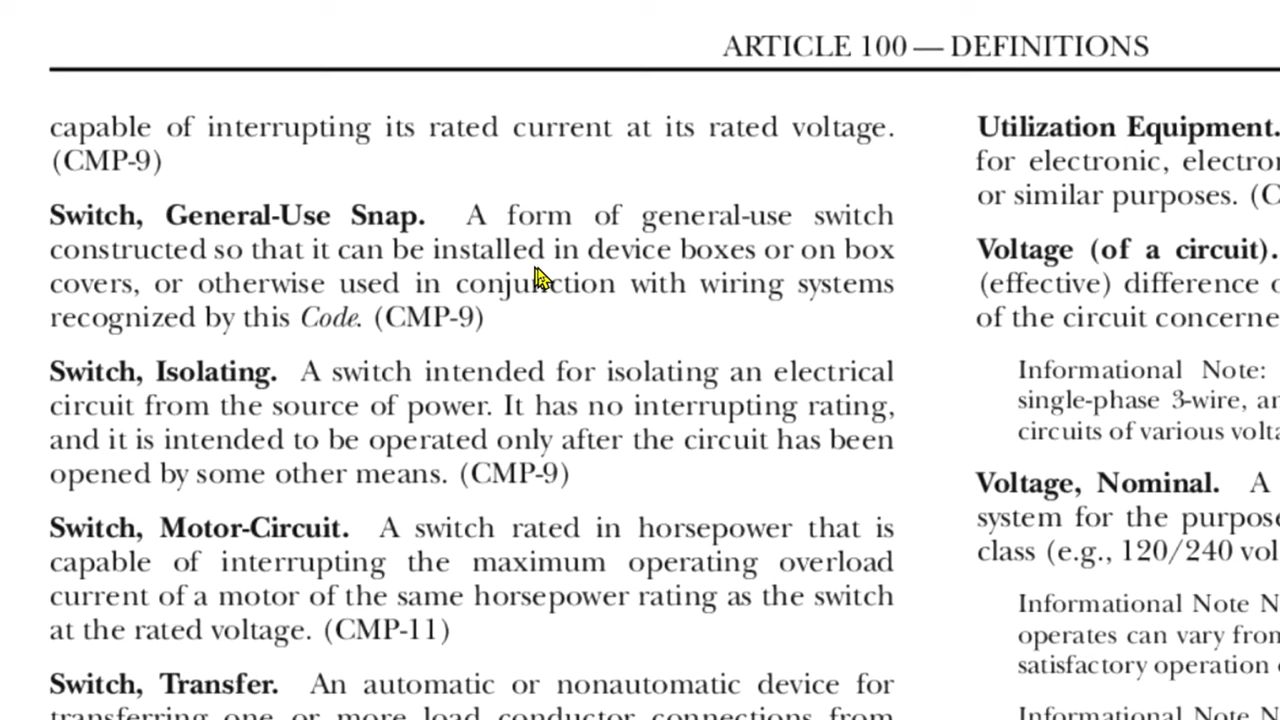 ARTICLE 100 — DEFINITIONS
capable of interrupting its rated current at its rated voltage.
(CMP-9)
Switch, General-Use Snap. A form of general-use switch
constructed so that it can be installed in device boxes or on box
covers, or otherwise used in conjunction with wiring systems
recognized by this Code. (CMP-9)
Switch, Isolating. A switch intended for isolating an electrical
circuit from the source of power. It has no interrupting rating,
and it is intended to be operated only after the circuit has been
opened by some other means. (CMP-9)
Switch, Motor-Circuit. A switch rated in horsepower that is
capable of interrupting the maximum operating overload
current of a motor of the same horsepower rating as the switch
at the rated voltage. (CMP-11)
Switch, Transfer. An automatic or nonautomatic device for
transferring one or more load conductor connections from
Utilization Equipment.
for electronic,
or similar purposes.
Voltage (of a circuit).
(effective) difference
of the circuit
Informational Note:
single-phase 3-wire,
circuits of various
Voltage, Nominal. A
system for the
class (e.g., 120/240
Informational Note
operates can vary
satisfactory operation
Informational Note